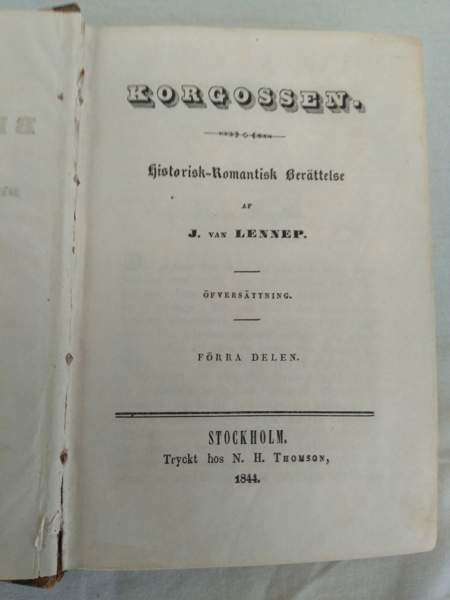 KORGOSSEN.
Historisk-Romantisk Berättelse
AF
J. VAN LENNEP.
ÖFVERSÄTTNING.
FÖRRA DELEN.
STOCKHOLM.
Tryckt hos N. H. THOMSON,
1844.